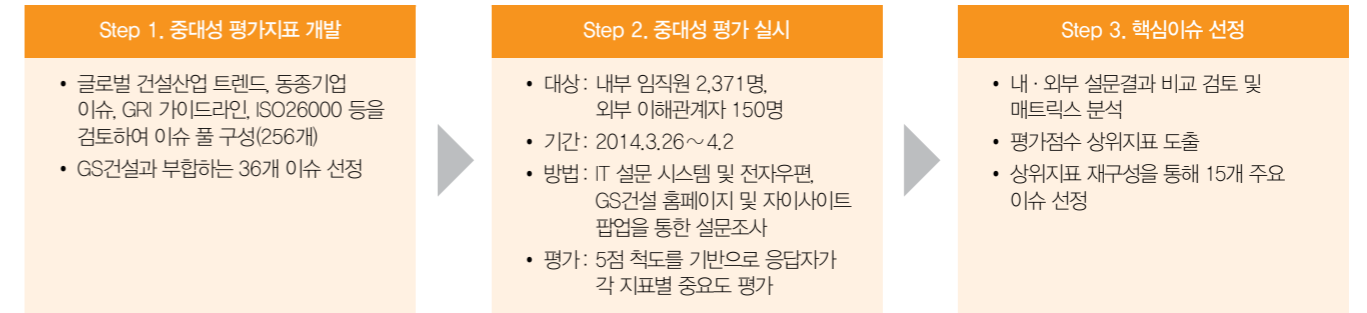 Step 1. 중대성 평가지표 개발
• 글로벌 건설산업 트렌드, 동종기업
이슈, GRI 가이드라인, ISO26000 등을
검토하여 이슈 풀 구성(256개)
• GS건설과 부합하는 36개 이슈 선정
Step 2. 중대성 평가 실시
• 대상 : 내부 임직원 2,371명,
외부 이해관계자 150명
• 기간 : 2014.3.26～4.2
• 방법 : IT 설문 시스템 및 전자우편,
GS건설 홈페이지 및 자이사이트
팝업을 통한 설문조사
• 평가 : 5점 척도를 기반으로 응답자가
각 지표별 중요도 평가
Step 3. 핵심이슈 선정
• 내 · 외부 설문결과 비교 검토 및
매트릭스 분석
• 평가점수 상위지표 도출
• 상위지표 재구성을 통해 15개 주요
이슈 선정